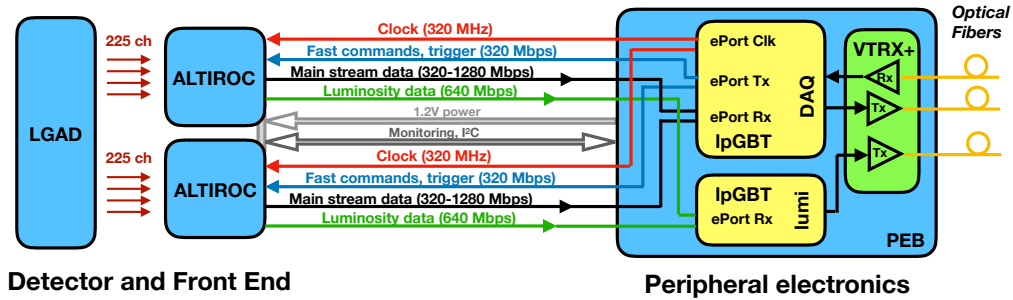 Optical
Fibers
225 ch
LGAD
225 ch
ALTIROC
ALTIROC
Clock (320 MHz)
Fast commands, trigger (320 Mbps)
Main stream data (320-1280 Mbps)
Luminosity data (640 Mbps)
1.2V power
Monitoring, I²C
Clock (320 MHz)
Fast commands, trigger (320 Mbps)
Main stream data (320-1280 Mbps)
Luminosity data (640 Mbps)
ePort Clk
ePort Tx
ePort Rx
lpGBT
DAQ
lpGBT
ePort Rx
lumi
VTRX+
Rx
Tx
Tx
PEB
Detector and Front End
Peripheral electronics